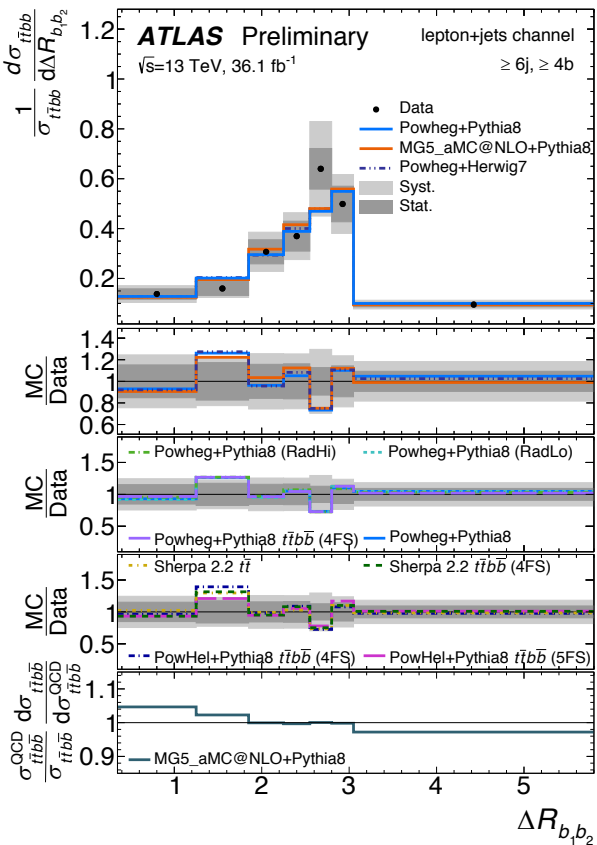 1/σ_tt̄bb dσ_tt̄bb/dΔR_b₁b₂
ATLAS Preliminary
lepton+jets channel
√s=13 TeV, 36.1 fb⁻¹
≥ 6j, ≥ 4b
Data
Powheg+Pythia8
MG5_aMC@NLO+Pythia8
Powheg+Herwig7
Syst.
Stat.
1.2
1
0.8
0.6
0.4
0.2
MC/Data
1.4
1.2
1.0
0.8
0.6
MC/Data
1.5
1
0.5
Powheg+Pythia8 (RadHi)
Powheg+Pythia8 (RadLo)
Powheg+Pythia8 tt̄bb̄ (4FS)
Powheg+Pythia8
MC/Data
1.5
1
0.5
Sherpa 2.2 tt̄
Sherpa 2.2 tt̄bb̄ (4FS)
PowHel+Pythia8 tt̄bb̄ (4FS)
PowHel+Pythia8 tt̄bb̄ (5FS)
σ^QCD_tt̄bb̄/σ_tt̄bb̄ dσ_tt̄bb̄/dσ^QCD_tt̄bb̄
1.1
1
0.9
MG5_aMC@NLO+Pythia8
1 2 3 4 5
ΔR_b₁b₂